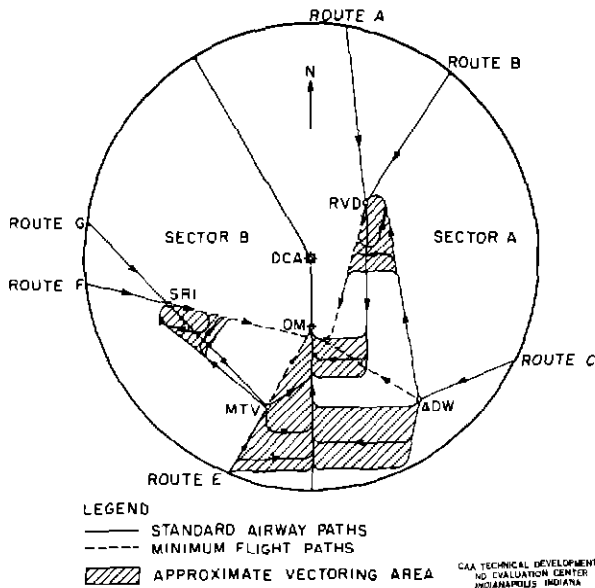 ROUTE A
ROUTE B
N
RVD
ROUTE G
SECTOR B
SECTOR A
DCA
ROUTE F
SRI
OM
ROUTE C
MTV
ADW
ROUTE E
LEGEND
STANDARD AIRWAY PATHS
MINIMUM FLIGHT PATHS
APPROXIMATE VECTORING AREA
CAA TECHNICAL DEVELOPMENT
ND EVALUATION CENTER
INDIANAPOLIS INDIANA